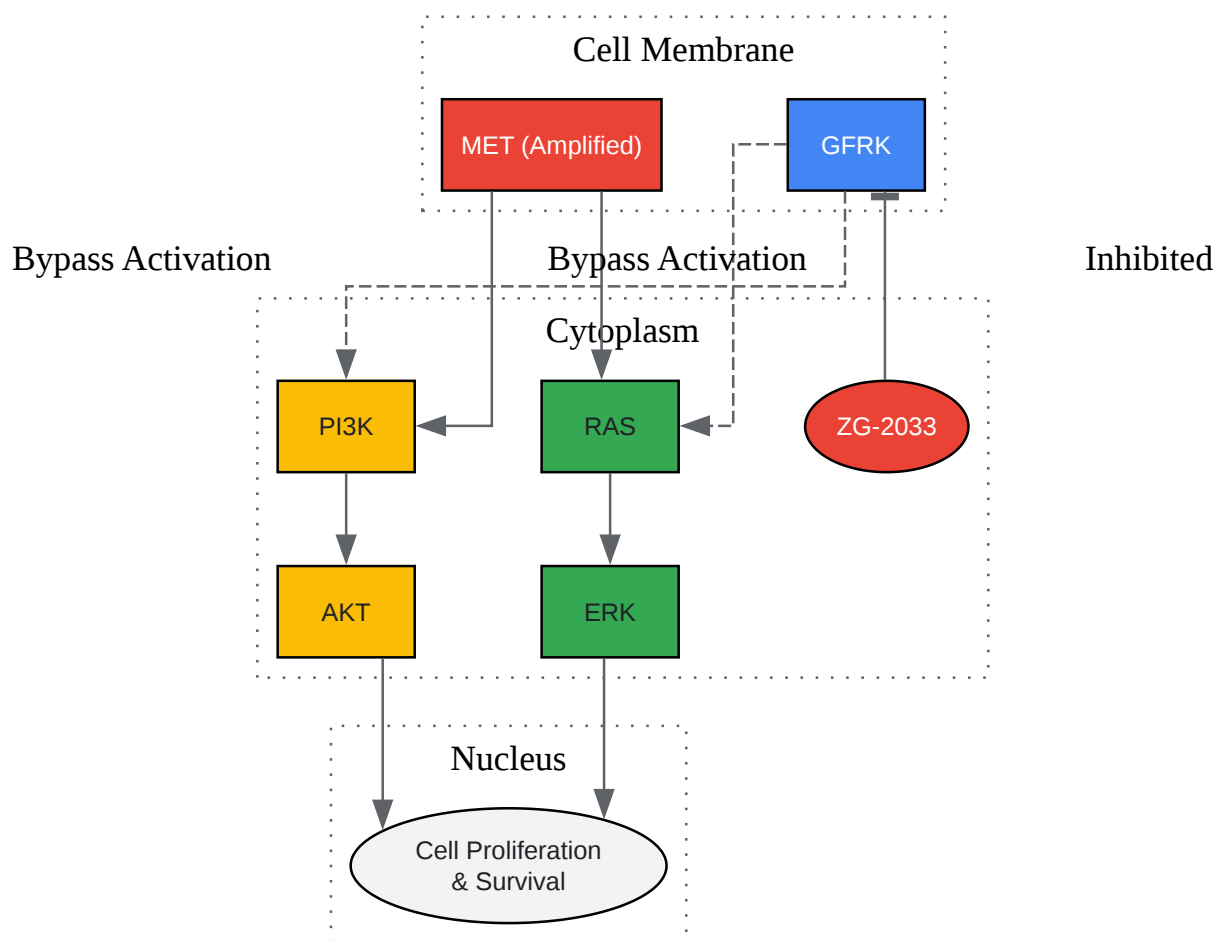 Cell Membrane
MET (Amplified)
GFRK
Bypass Activation
Bypass Activation
Inhibited
Cytoplasm
PI3K
RAS
ZG-2033
AKT
ERK
Nucleus
Cell Proliferation
& Survival